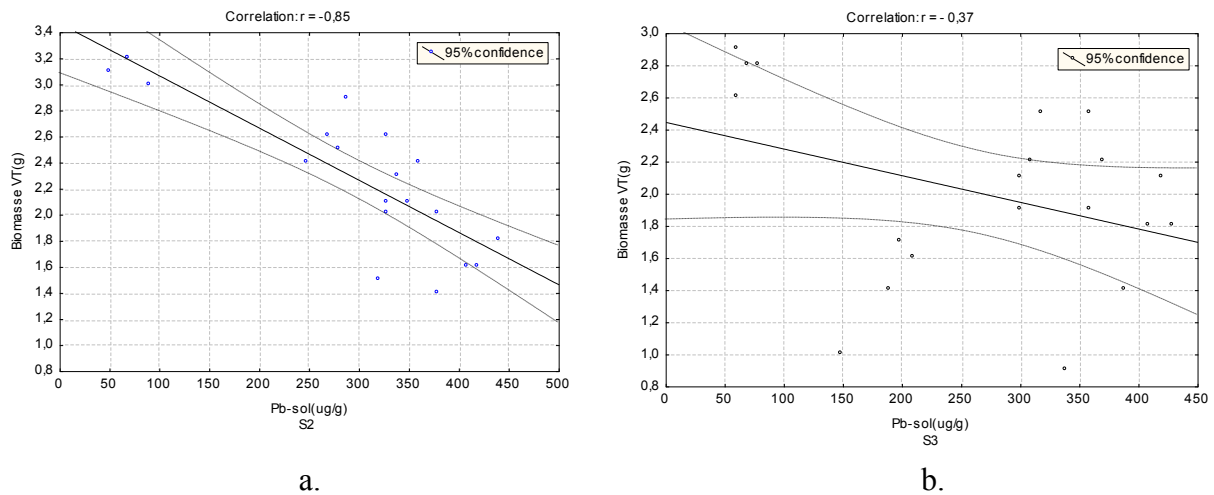 Correlation: r = -0,85
3,4
3,2
3,0
2,8
2,6
2,4
2,2
2,0
1,8
1,6
1,4
1,2
1,0
0,8
Biomasse VT(g)
95%confidence
0 50 100 150 200 250 300 350 400 450 500
Pb-sol(ug/g)
S2
a.
Correlation: r = - 0,37
3,0
2,8
2,6
2,4
2,2
2,0
1,8
1,6
1,4
1,2
1,0
0,8
Biomasse VT(g)
95%confidence
0 50 100 150 200 250 300 350 400 450
Pb-sol(ug/g)
S3
b.